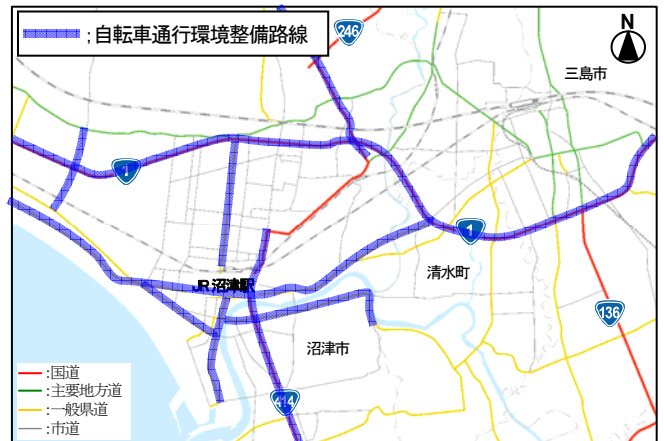 ;自転車通行環境整備路線
246
N
三島市
1
1
清水町
JR沼津駅
136
沼津市
414
:国道
:主要地方道
:一般県道
:市道